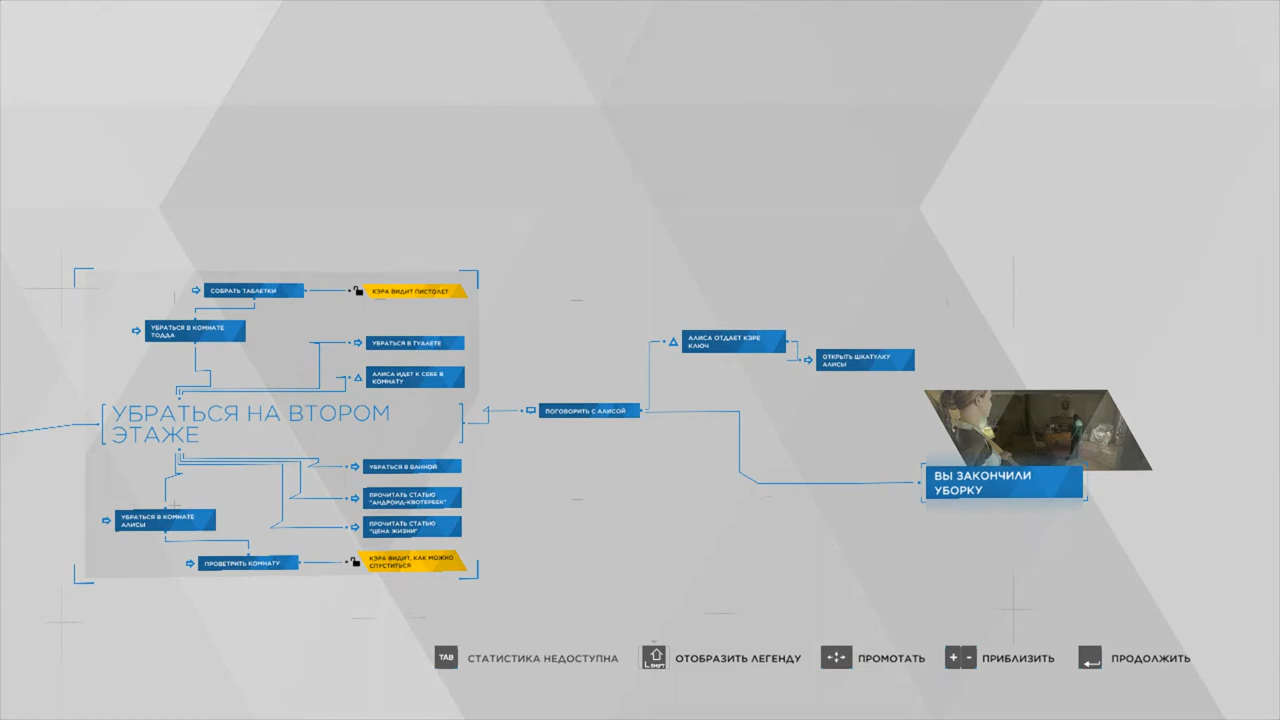 СОБРАТЬ ТАБЛЕТКИ
КЭРА ВИДИТ ПИСТОЛЕТ
УБРАТЬСЯ В КОМНАТЕ
ТОДДА
УБРАТЬСЯ В ТУАЛЕТЕ
АЛИСА ИДЕТ К СЕБЕ В
КОМНАТУ
УБРАТЬСЯ НА ВТОРОМ
ЭТАЖЕ
УБРАТЬСЯ В ВАННОЙ
ПРОЧИТАТЬ СТАТЬЮ
"АНДРОИД-КВОТЕРБЕК"
УБРАТЬСЯ В КОМНАТЕ
АЛИСЫ
ПРОЧИТАТЬ СТАТЬЮ
"ЦЕНА ЖИЗНИ"
ПРОВЕТРИТЬ КОМНАТУ
КЭРА ВИДИТ, КАК МОЖНО
СПУСТИТЬСЯ
ПОГОВОРИТЬ С АЛИСОЙ
АЛИСА ОТДАЕТ КЭРЕ
КЛЮЧ
ОТКРЫТЬ ШКАТУЛКУ
АЛИСЫ
ВЫ ЗАКОНЧИЛИ
УБОРКУ
TAB СТАТИСТИКА НЕДОСТУПНА
L SHIFT ОТОБРАЗИТЬ ЛЕГЕНДУ
ПРОМОТАТЬ
+ - ПРИБЛИЗИТЬ
ПРОДОЛЖИТЬ